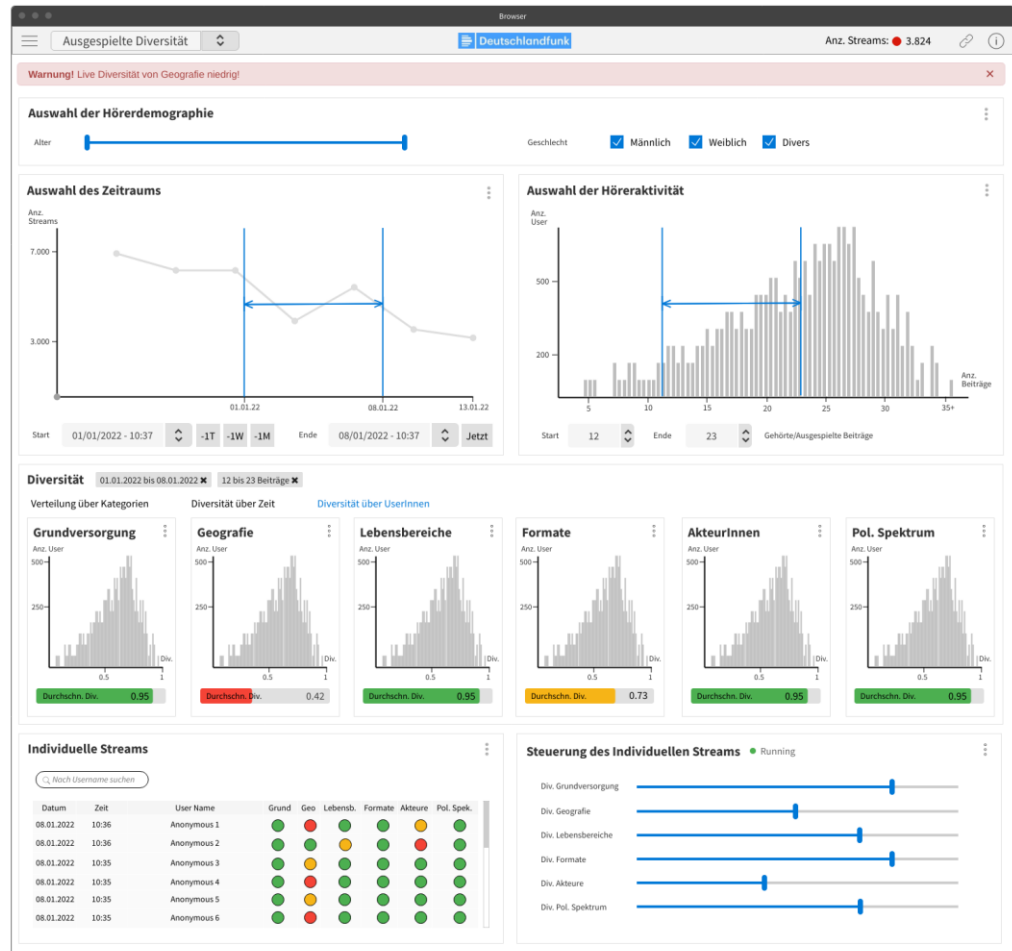 Browser
Ausgespielte Diversität
Deutschlandfunk
Anz. Streams: 3.824
Warnung! Live Diversität von Geografie niedrig!
Auswahl der Hörerdemographie
Alter
Geschlecht Männlich Weiblich Divers
Auswahl des Zeitraums
Anz.
Streams
7.000
3.000
01.01.22 08.01.22 13.01.22
Start 01/01/2022 - 10:37 -1T -1W -1M Ende 08/01/2022 - 10:37 Jetzt
Auswahl der Höreraktivität
Anz.
User
500
200
Anz.
Beiträge
5 10 15 20 25 30 35+
Start 12 Ende 23 Gehörte/Ausgespielte Beiträge
Diversität 01.01.2022 bis 08.01.2022 12 bis 23 Beiträge
Verteilung über Kategorien Diversität über Zeit Diversität über UserInnen
Grundversorgung
Anz. User
500
250
Div.
0.5 1
Durchschn. Div. 0.95
Geografie
Anz. User
500
250
Div.
0.5 1
Durchschn. Div. 0.42
Lebensbereiche
Anz. User
500
250
Div.
0.5 1
Durchschn. Div. 0.95
Formate
Anz. User
500
250
Div.
0.5 1
Durchschn. Div. 0.73
AkteurInnen
Anz. User
500
250
Div.
0.5 1
Durchschn. Div. 0.95
Pol. Spektrum
Anz. User
500
250
Div.
0.5 1
Durchschn. Div. 0.95
Individuelle Streams
Nach Username suchen
Datum Zeit User Name Grund Geo Lebensb. Formate Akteure Pol. Spek.
08.01.2022 10:36 Anonymous 1
08.01.2022 10:36 Anonymous 2
08.01.2022 10:35 Anonymous 3
08.01.2022 10:35 Anonymous 4
08.01.2022 10:35 Anonymous 5
08.01.2022 10:35 Anonymous 6
Steuerung des Individuellen Streams Running
Div. Grundversorgung
Div. Geografie
Div. Lebensbereiche
Div. Formate
Div. Akteure
Div. Pol. Spektrum